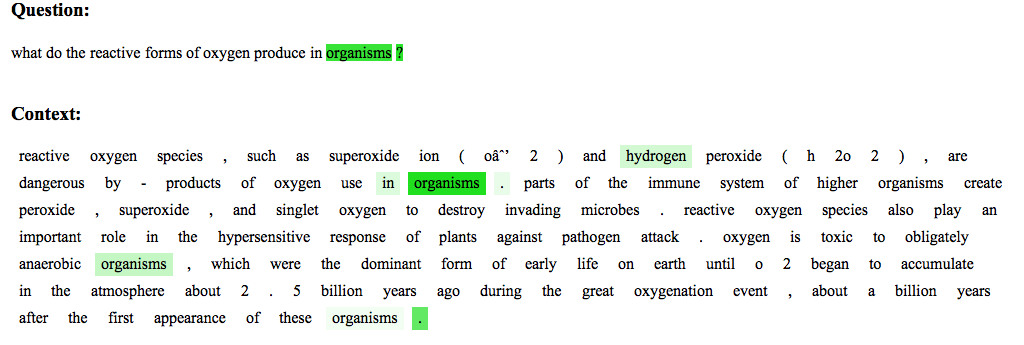 Question:
what do the reactive forms of oxygen produce in organisms ?
Context:
reactive oxygen species , such as superoxide ion ( oâˆ’ 2 ) and hydrogen peroxide ( h 2o 2 ) , are
dangerous by - products of oxygen use in organisms . parts of the immune system of higher organisms create
peroxide , superoxide , and singlet oxygen to destroy invading microbes . reactive oxygen species also play an
important role in the hypersensitive response of plants against pathogen attack . oxygen is toxic to obligately
anaerobic organisms , which were the dominant form of early life on earth until o 2 began to accumulate
in the atmosphere about 2 . 5 billion years ago during the great oxygenation event , about a billion years
after the first appearance of these organisms .